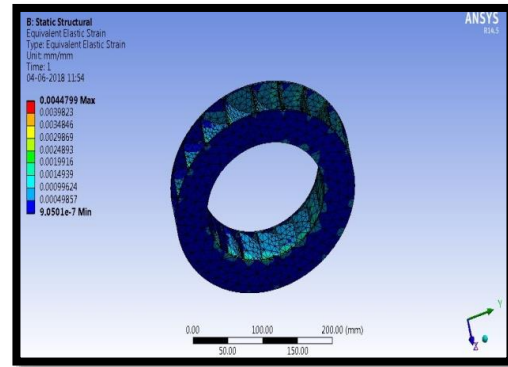 B: Static Structural
Equivalent Elastic Strain
Type: Equivalent Elastic Strain
Unit: mm/mm
Time: 1
04-06-2018 11:54
0.0044799 Max
0.0039823
0.0034846
0.0029869
0.0024893
0.0019916
0.0014939
0.00099624
0.00049857
9.0501e-7 Min
ANSYS
R14.5
0.00
100.00
200.00 (mm)
50.00
150.00
Y
Z